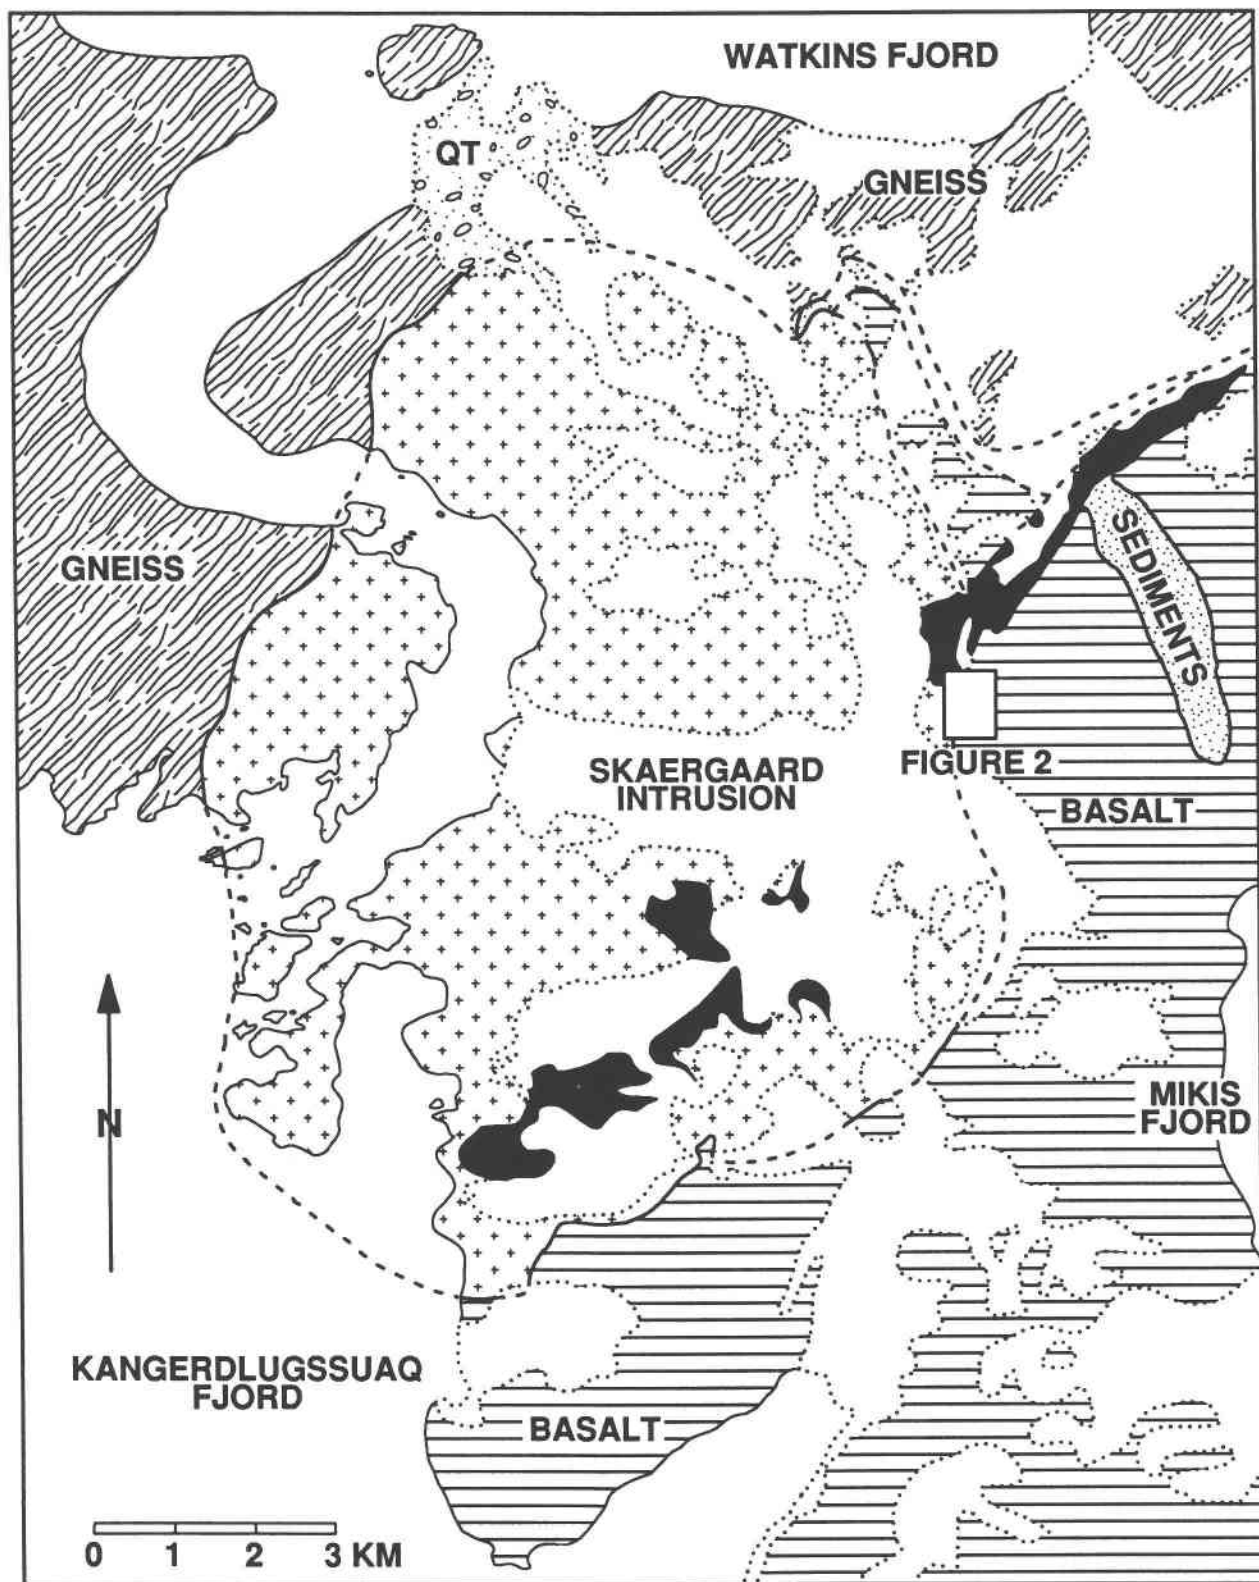 WATKINS FJORD
QT
GNEISS
SEDIMENTS
GNEISS
SKAERGAARD
INTRUSION
FIGURE 2
BASALT
N
MIKIS
FJORD
KANGERDLUGSSUAQ
FJORD
BASALT
0 1 2 3 KM